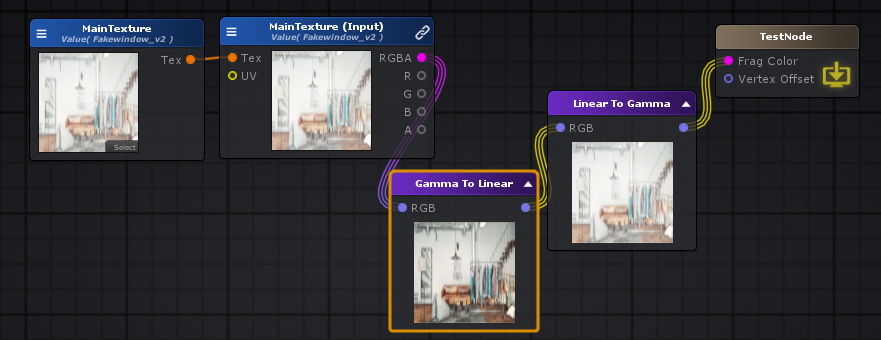 MainTexture
Value( Fakewindow_v2 )
Tex
Select
MainTexture (Input)
Value( Fakewindow_v2 )
Tex
UV
RGBA
R
G
B
A
Gamma To Linear
RGB
Linear To Gamma
RGB
TestNode
Frag Color
Vertex Offset